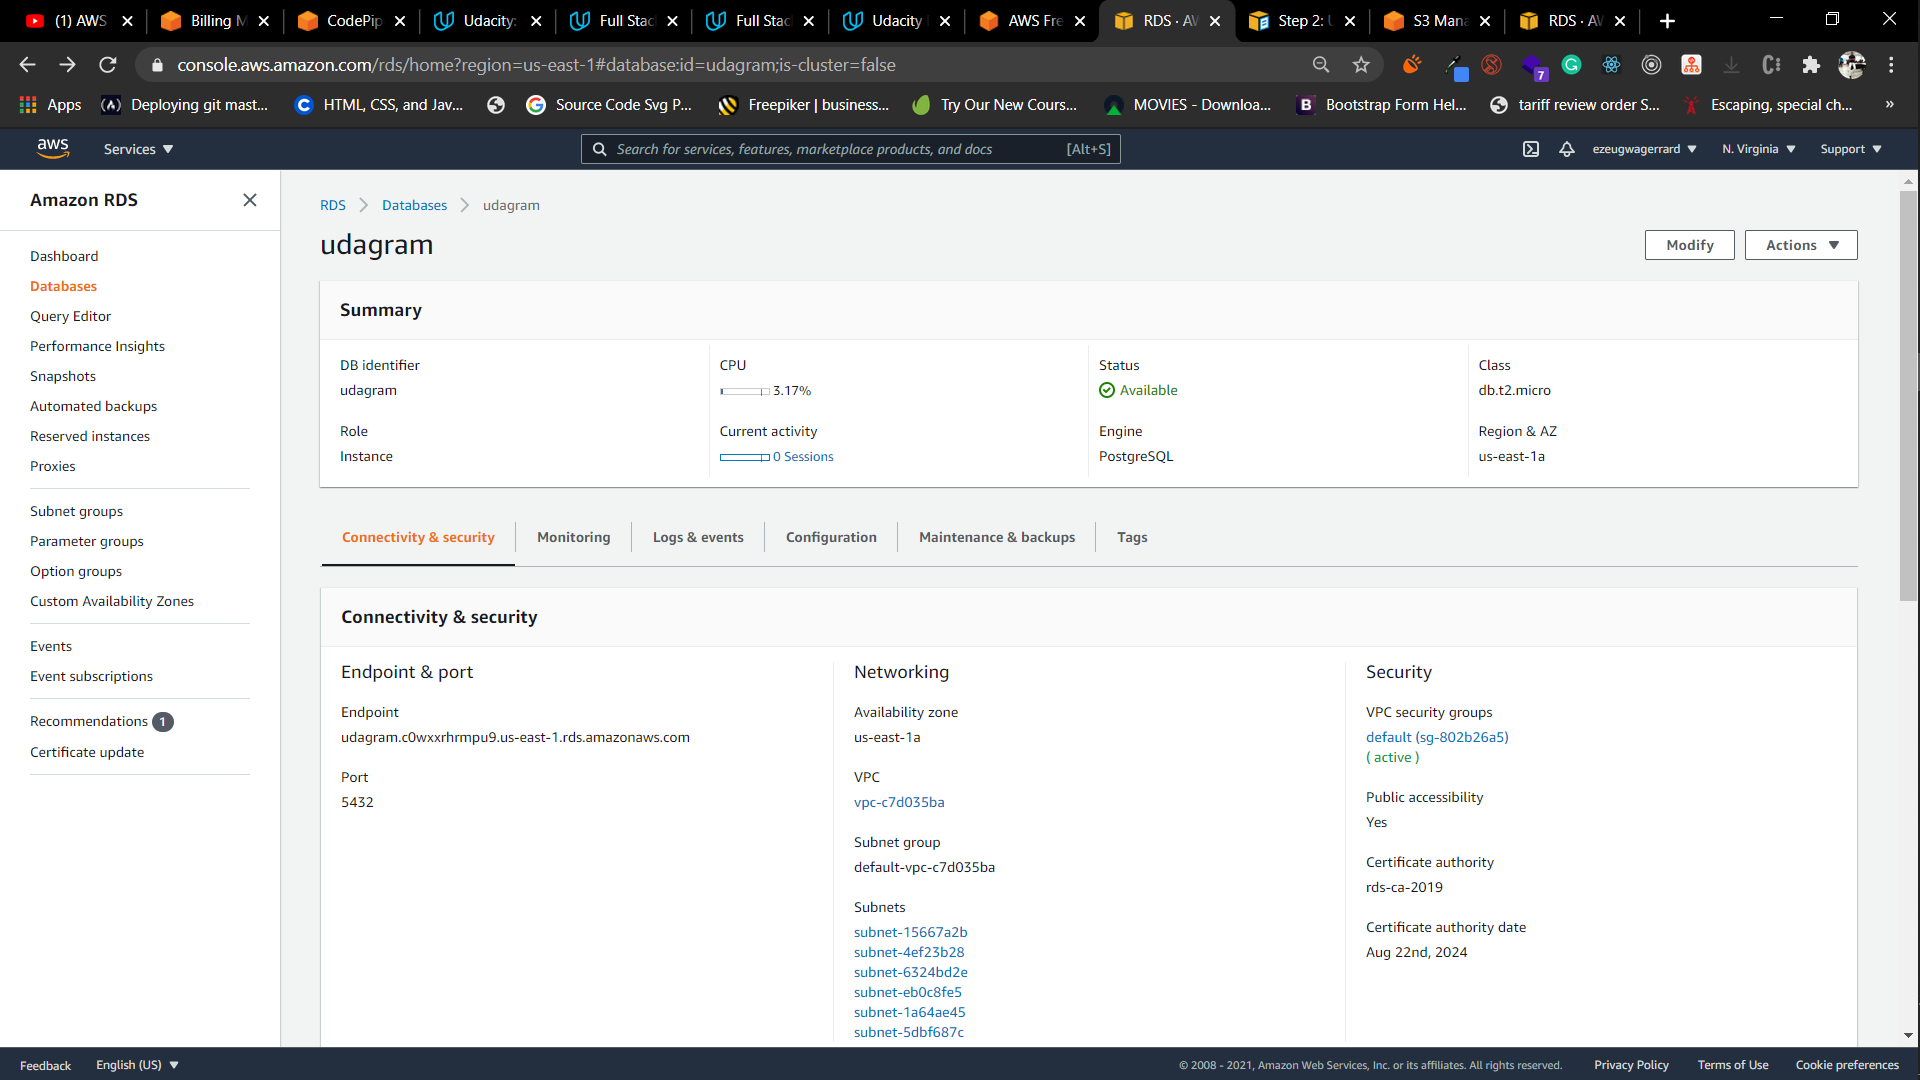 (1) AWS
Billing M
CodePip
Udacity:
Full Stac
Full Stac
Udacity
AWS Fre
RDS · AW
Step 2: U
S3 Mana
RDS · AW
console.aws.amazon.com/rds/home?region=us-east-1#database:id=udagram;is-cluster=false
7
Apps
Deploying git mast...
HTML, CSS, and Jav...
Source Code Svg P...
Freepiker | business...
Try Our New Cours...
MOVIES - Downloa...
Bootstrap Form Hel...
tariff review order S...
Escaping, special ch...
»
aws
Services
Search for services, features, marketplace products, and docs
[Alt+S]
ezeugwagerrard
N. Virginia
Support
Amazon RDS
Dashboard
Databases
Query Editor
Performance Insights
Snapshots
Automated backups
Reserved instances
Proxies
Subnet groups
Parameter groups
Option groups
Custom Availability Zones
Events
Event subscriptions
Recommendations 1
Certificate update
RDS
Databases
udagram
udagram
Modify
Actions
Summary
DB identifier
udagram
CPU
3.17%
Status
Available
Class
db.t2.micro
Role
Instance
Current activity
0 Sessions
Engine
PostgreSQL
Region & AZ
us-east-1a
Connectivity & security
Monitoring
Logs & events
Configuration
Maintenance & backups
Tags
Connectivity & security
Endpoint & port
Endpoint
udagram.c0wxxrhrmpu9.us-east-1.rds.amazonaws.com
Port
5432
Networking
Availability zone
us-east-1a
VPC
vpc-c7d035ba
Subnet group
default-vpc-c7d035ba
Subnets
subnet-15667a2b
subnet-4ef23b28
subnet-6324bd2e
subnet-eb0c8fe5
subnet-1a64ae45
subnet-5dbf687c
Security
VPC security groups
default (sg-802b26a5)
( active )
Public accessibility
Yes
Certificate authority
rds-ca-2019
Certificate authority date
Aug 22nd, 2024
Feedback
English (US)
© 2008 - 2021, Amazon Web Services, Inc. or its affiliates. All rights reserved.
Privacy Policy
Terms of Use
Cookie preferences